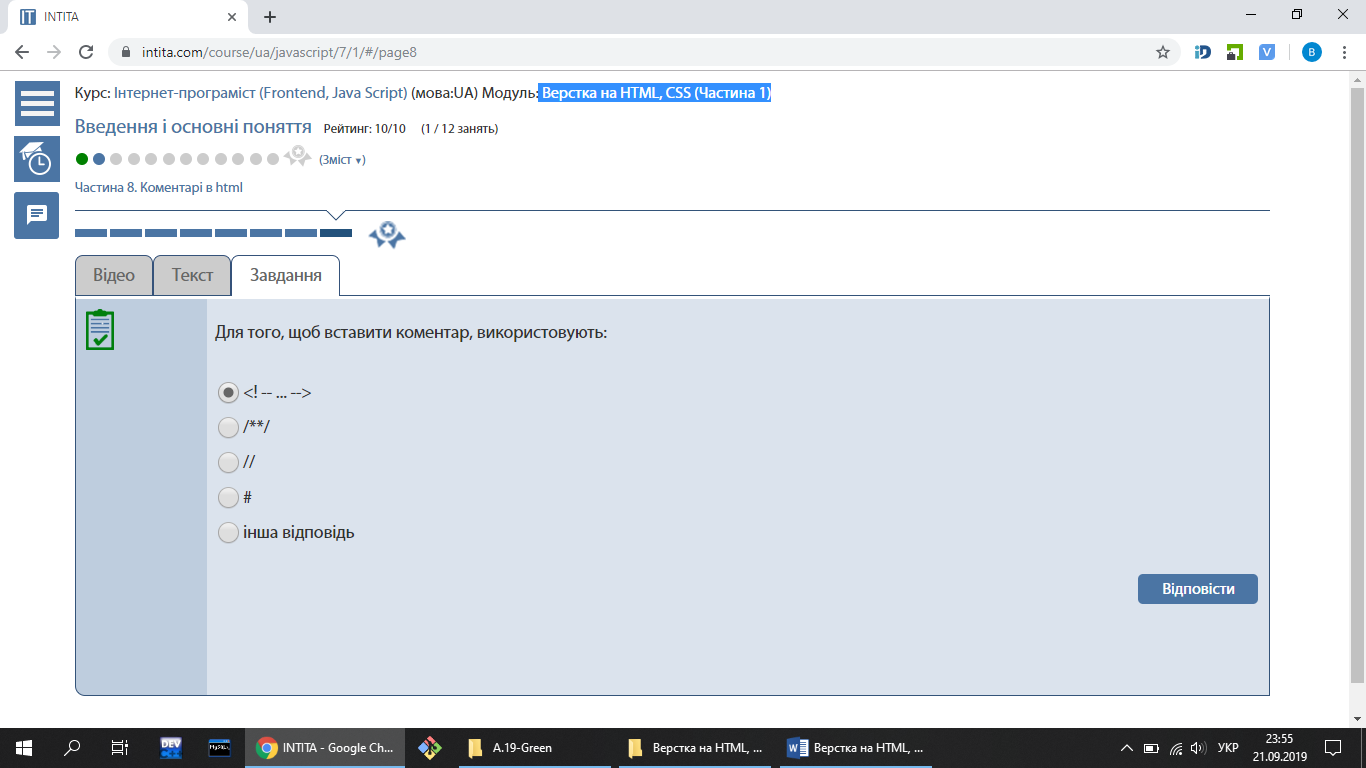 INTITA
intita.com/course/ua/javascript/7/1/#/page8
B
Курс: Інтернет-програміст (Frontend, Java Script) (мова:UA) Модуль: Верстка на HTML, CSS (Частина 1)
Введення і основні поняття Рейтинг: 10/10 (1 / 12 занять)
(Зміст ▾)
Частина 8. Коментарі в html
Відео Текст Завдання
Для того, щоб вставити коментар, використовують:
<! -- ... -->
/**/
//
#
інша відповідь
Відповісти
DEV C++ MySQL INTITA - Google Ch... A.19-Green Верстка на HTML, ... Верстка на HTML, ... УКР 23:55
21.09.2019